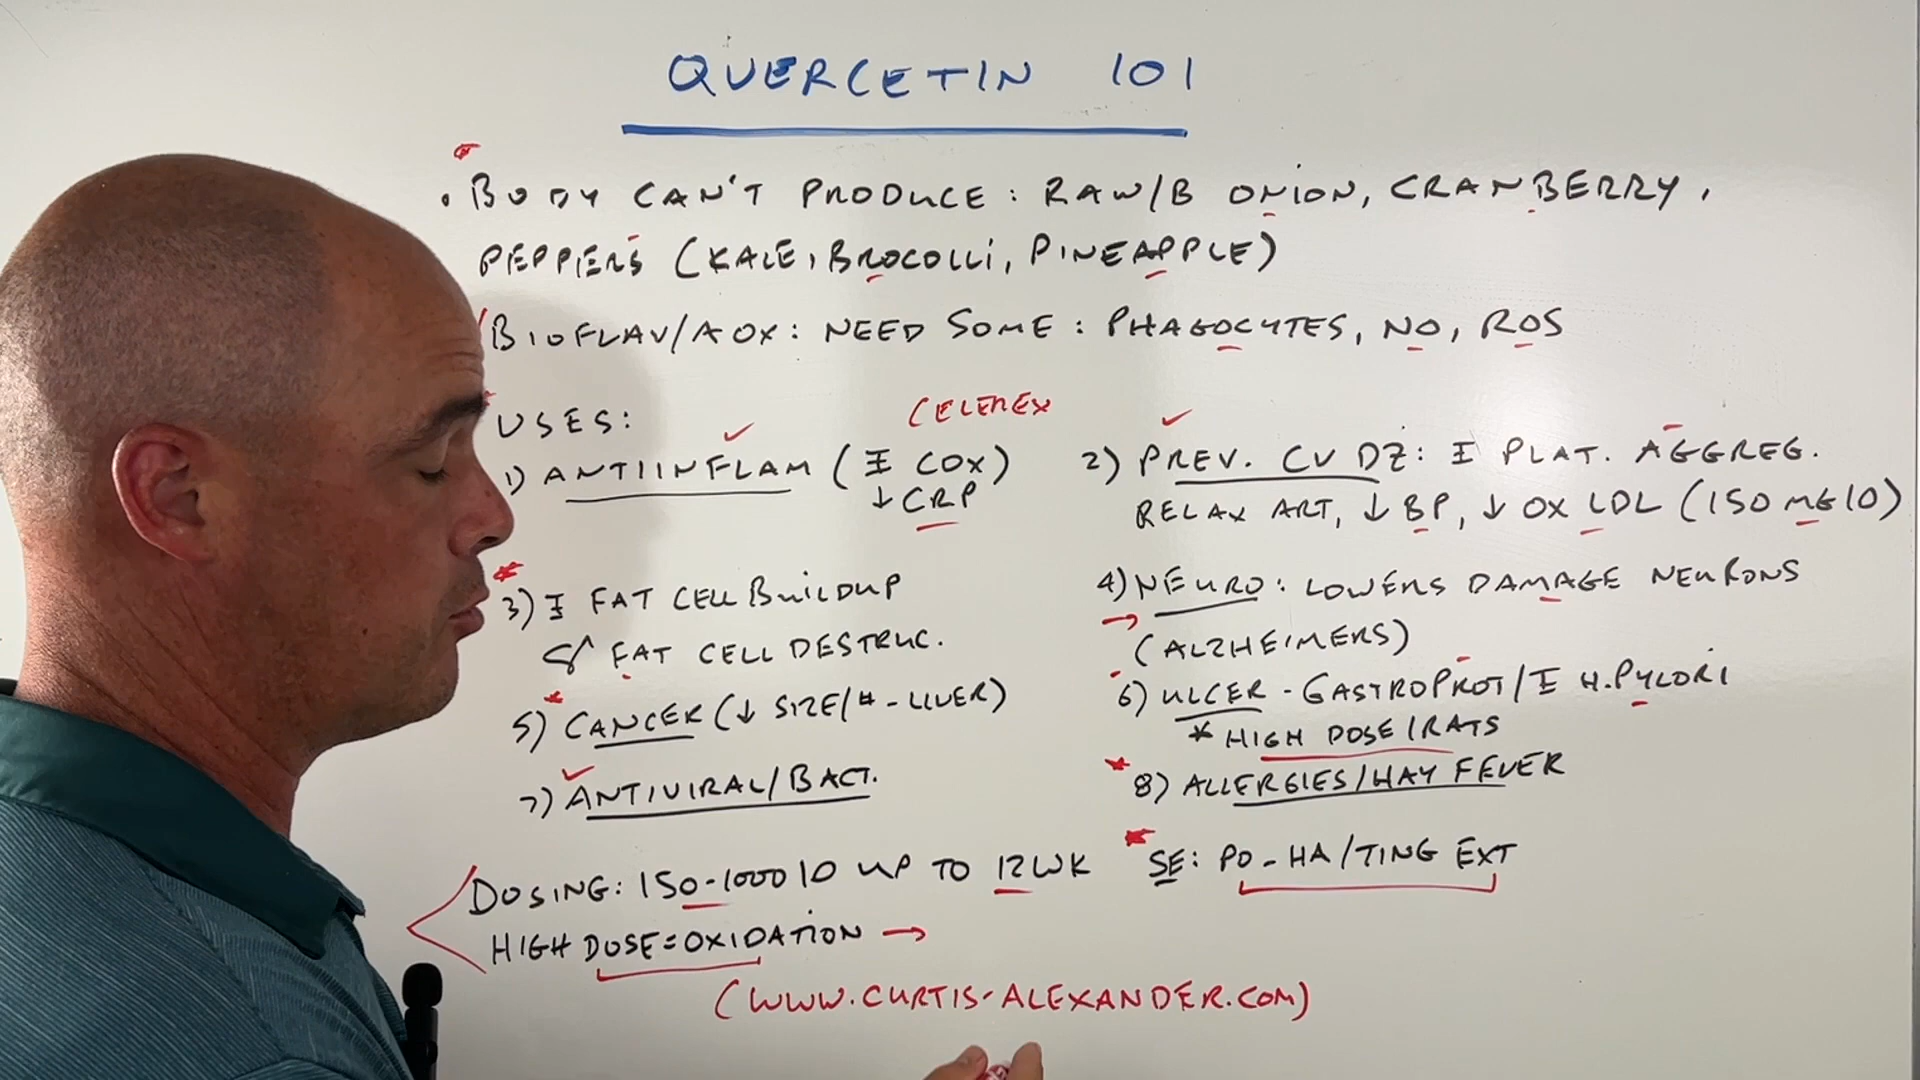 QUERCETIN 101
• BODY CAN'T PRODUCE: RAW/B ONION, CRANBERRY,
PEPPERS (KALE, BROCOLLI, PINEAPPLE)
BIOFLAV/AOX: NEED SOME: PHAGOCYTES, NO, ROS
USES:
CELEBREX
1) ANTIINFLAM (I COX)
↓ CRP
2) PREV. CV DZ: I PLAT. AGGREG.
RELAX ART, ↓ BP, ↓ OX LDL (150 MG ID)
3) I FAT CELL BUILDUP
& ↑ FAT CELL DESTRUC.
4) NEURO: LOWERS DAMAGE NEURONS
→ (ALZHEIMERS)
5) CANCER (↓ SIZE/# - LIVER)
6) ULCER - GASTROPROT/I H. PYLORI
* HIGH DOSE/RATS
7) ANTIVIRAL/BACT.
8) ALLERGIES/HAY FEVER
DOSING: 150-1000 ID UP TO 12WK
HIGH DOSE = OXIDATION →
* SE: PO - HA/TING EXT
(WWW.CURTIS-ALEXANDER.COM)